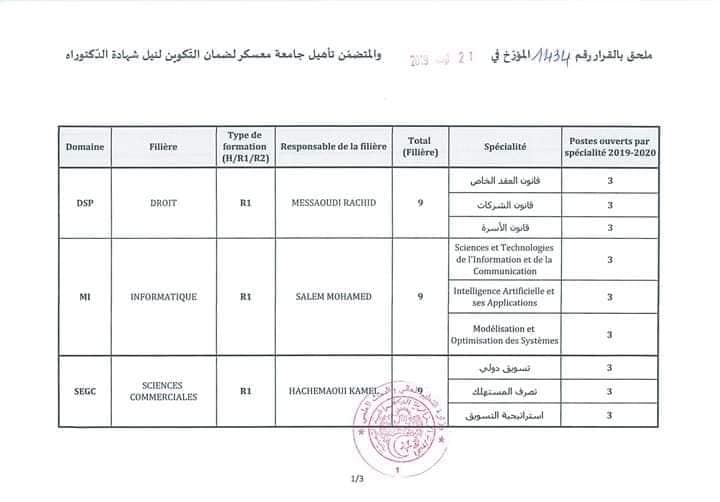 ملحق بالقرار رقم 1434 المؤرّخ في 21 2019 والمتضمّن تأهيل جامعة معسكر لضمان التكوين لنيل شهادة الدّكتوراه
Domaine Filière Type de formation (H/R1/R2) Responsable de la filière Total (Filière) Spécialité Postes ouverts par spécialité 2019-2020
DSP DROIT R1 MESSAOUDI RACHID 9
قانون العقد الخاص 3
قانون الشركات 3
قانون الأسرة 3
MI INFORMATIQUE R1 SALEM MOHAMED 9
Sciences et Technologies
de l'Information et de la
Communication 3
Intelligence Artificielle et
ses Applications 3
Modélisation et
Optimisation des Systèmes 3
SEGC SCIENCES COMMERCIALES R1 HACHEMAOUI KAMEL 9
تسويق دولي 3
تصرف المستهلك 3
استراتيجية التسويق 3
1
1/3